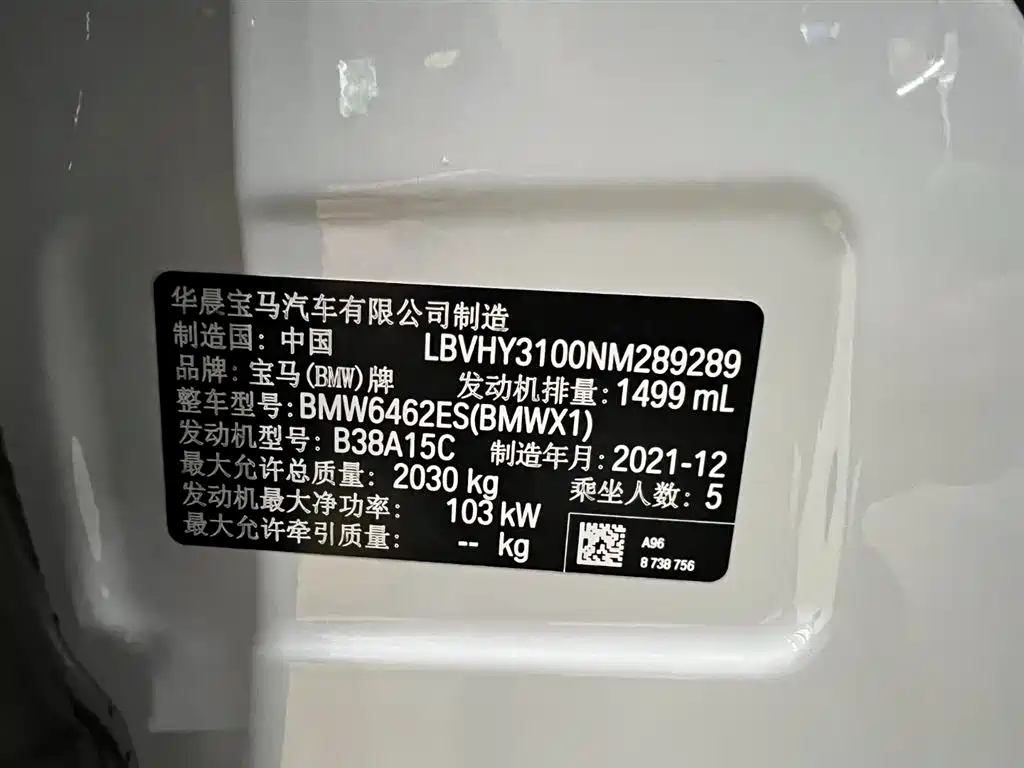 华晨宝马汽车有限公司制造
制造国：中国 LBVHY3100NM289289
品牌：宝马(BMW)牌 发动机排量：1499 mL
整车型号：BMW6462ES(BMWX1)
发动机型号：B38A15C 制造年月：2021-12
最大允许总质量：2030 kg 乘坐人数：5
发动机最大净功率：103 kW
最大允许牵引质量：-- kg
A96
8 738 756